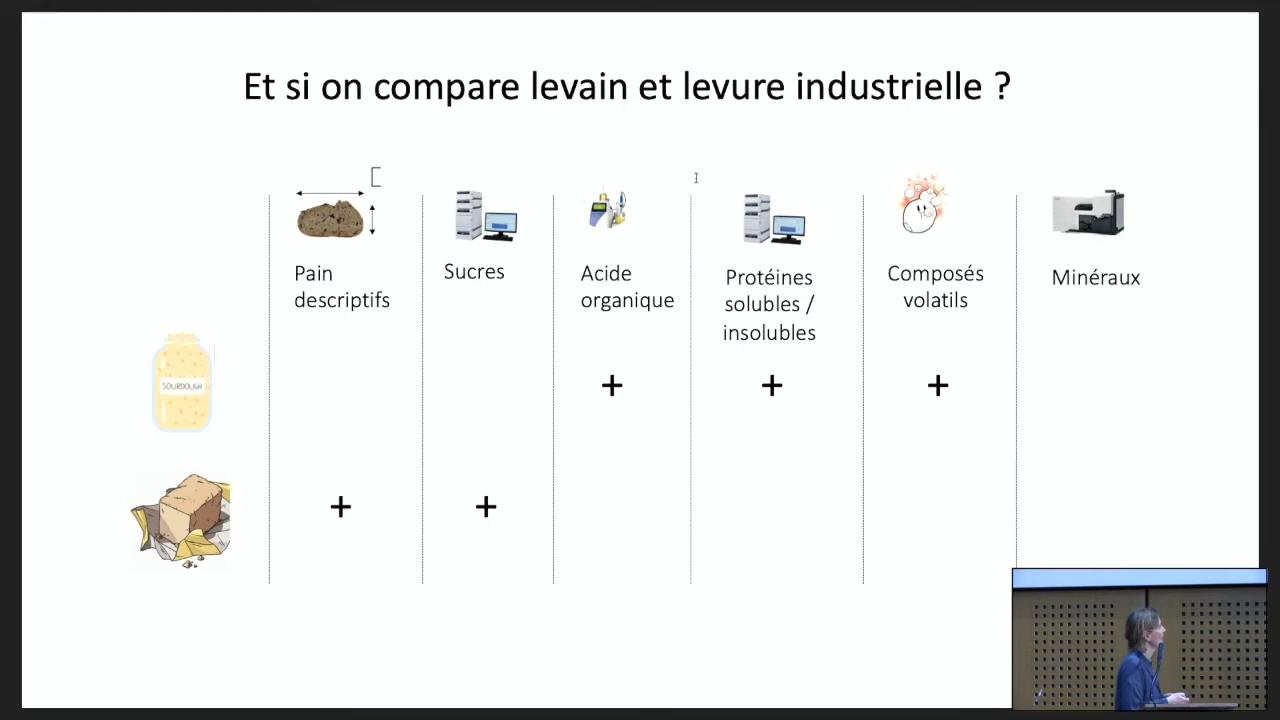 Et si on compare levain et levure industrielle ?
Pain
descriptifs
Sucres
Acide
organique
Protéines
solubles /
insolubles
Composés
volatils
Minéraux
SOURDOUGH
+
+
+
+
+